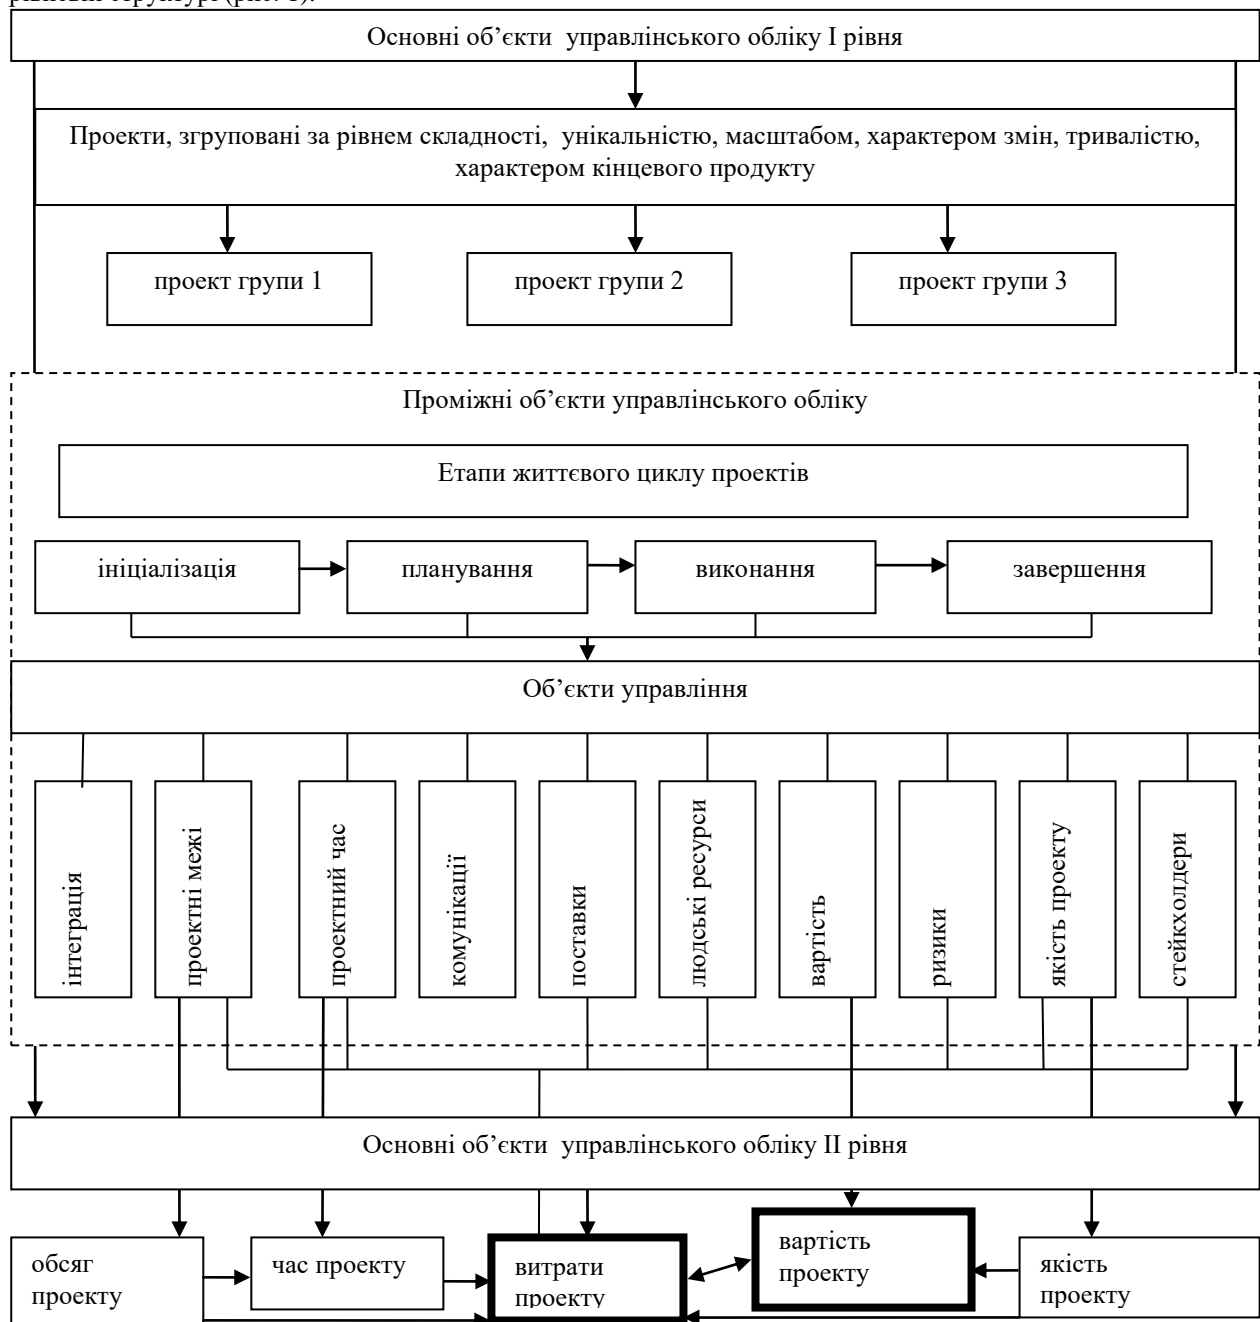 рівневій структурі (рис. 1).
Основні об’єкти управлінського обліку І рівня
Проекти, згруповані за рівнем складності, унікальністю, масштабом, характером змін, тривалістю,
характером кінцевого продукту
проект групи 1
проект групи 2
проект групи 3
Проміжні об’єкти управлінського обліку
Етапи життєвого циклу проектів
ініціалізація
планування
виконання
завершення
Об’єкти управління
інтеграція
проектні межі
проектний час
комунікації
поставки
людські ресурси
вартість
ризики
якість проекту
стейкхолдери
Основні об’єкти управлінського обліку ІІ рівня
обсяг
проекту
час проекту
витрати
проекту
вартість
проекту
якість
проекту